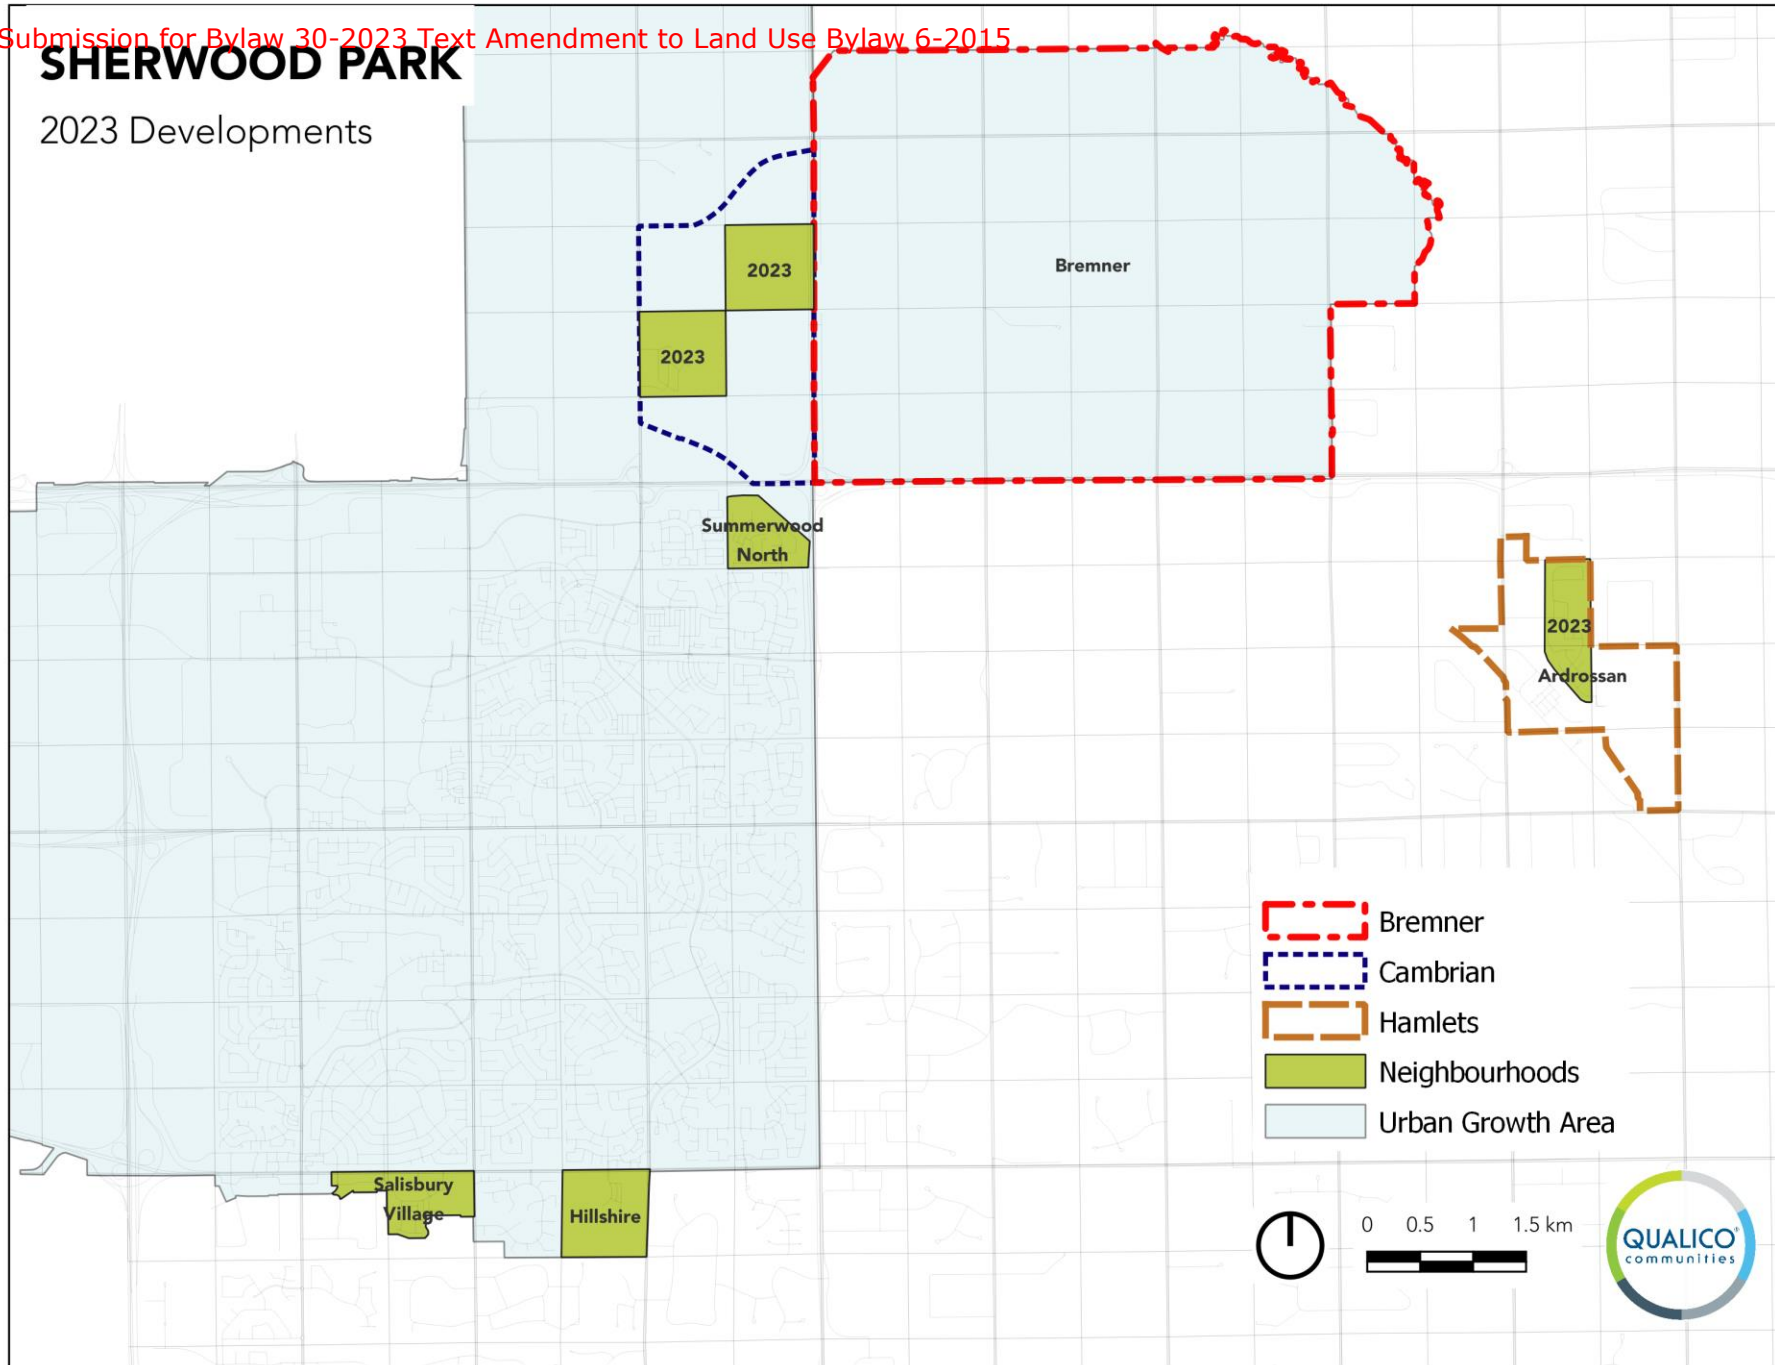 Submission for Bylaw 30-2023 Text Amendment to Land Use Bylaw 6-2015
SHERWOOD PARK
2023 Developments
2023
Bremner
2023
Summerwood
North
2023
Ardrossan
Bremner
Cambrian
Hamlets
Neighbourhoods
Urban Growth Area
Salisbury
Village
Hillshire
0 0.5 1 1.5 km
QUALICO®
communities